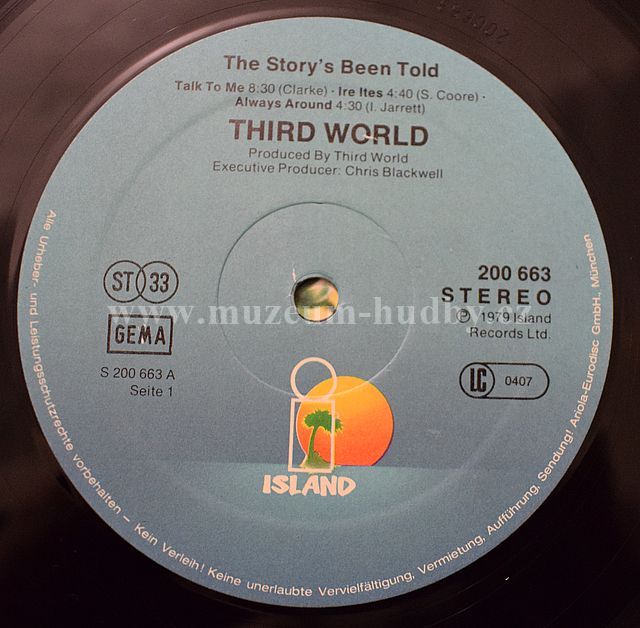 The Story's Been Told
Talk To Me 8:30 (Clarke) · Ire Ites 4:40 (S. Coore) ·
Always Around 4:30 (I. Jarrett)
THIRD WORLD
Produced By Third World
Executive Producer: Chris Blackwell
ST 33
GEMA
S 200 663 A
Seite 1
200 663
STEREO
Ⓟ 1979 Island
Records Ltd.
LC 0407
www.muzeum-hudby.cz
i
ISLAND
Alle Urheber- und Leistungsschutzrechte vorbehalten – Kein Verleih! Keine unerlaubte Vervielfältigung, Vermietung, Aufführung, Sendung! Ariola-Eurodisc GmbH, München